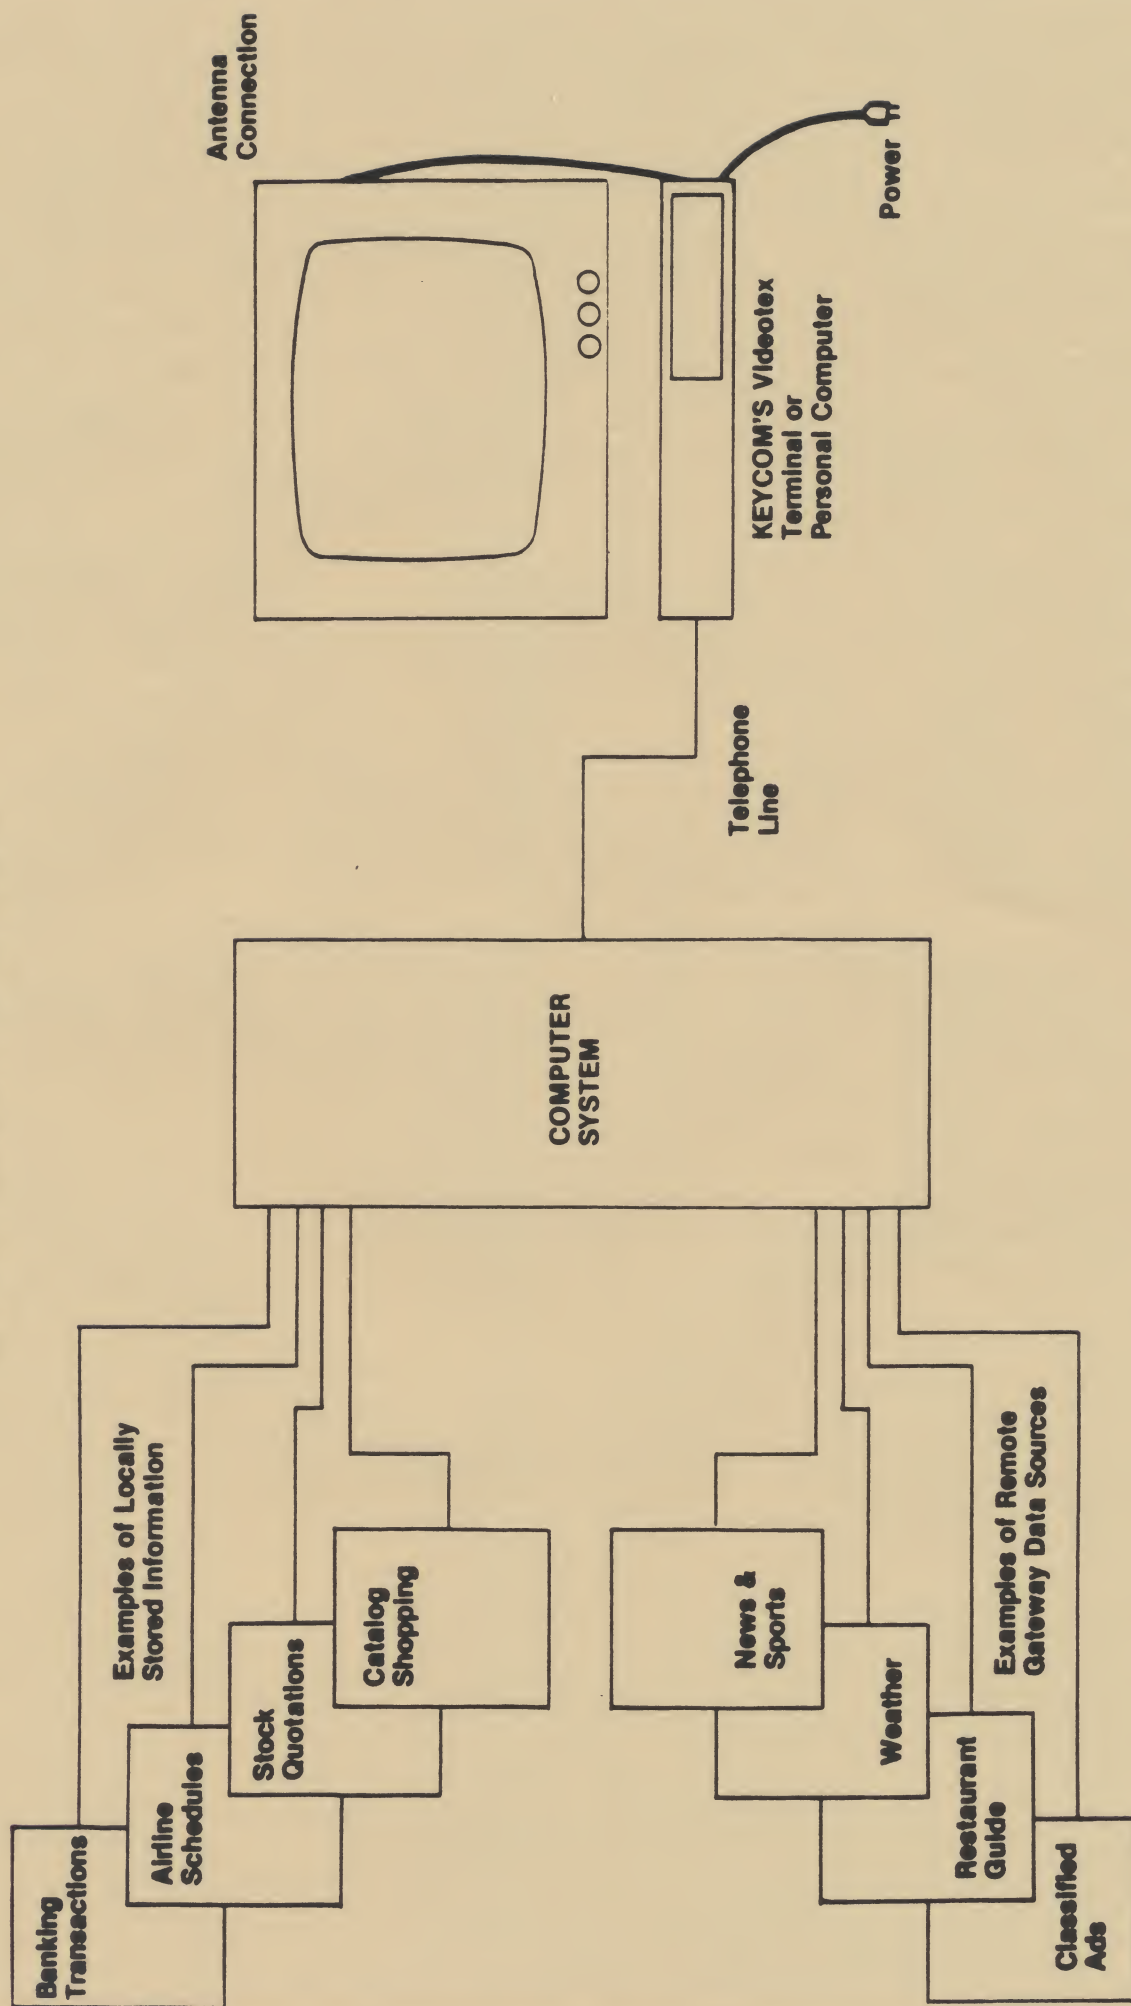 Banking
Transactions
Airline
Schedules
Stock
Quotations
Catalog
Shopping
Examples of Locally
Stored Information
News &
Sports
Weather
Restaurant
Guide
Classified
Ads
Examples of Remote
Gateway Data Sources
COMPUTER
SYSTEM
Telephone
Line
Antenna
Connection
KEYCOM'S Videotex
Terminal or
Personal Computer
Power